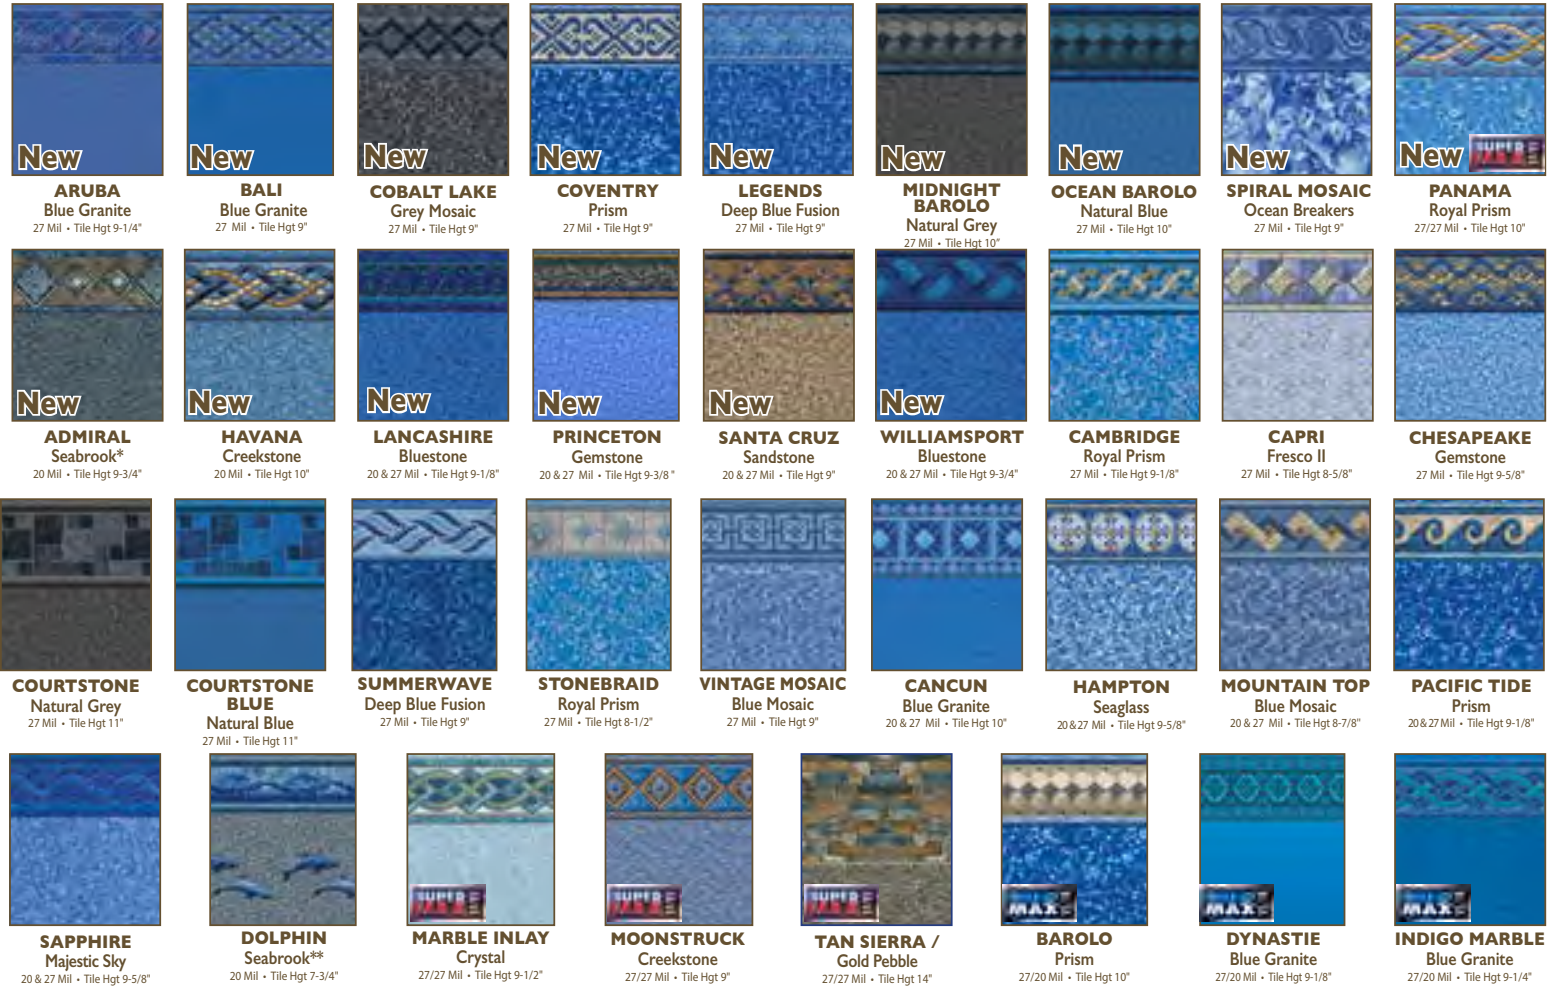 New
New
New
New
New
New
New
New
New
SUPER
ARUBA
Blue Granite
27 Mil • Tile Hgt 9-1/4"
BALI
Blue Granite
27 Mil • Tile Hgt 9"
COBALT LAKE
Grey Mosaic
27 Mil • Tile Hgt 9"
COVENTRY
Prism
27 Mil • Tile Hgt 9"
LEGENDS
Deep Blue Fusion
27 Mil • Tile Hgt 9"
MIDNIGHT
BAROLO
Natural Grey
27 Mil • Tile Hgt 10"
OCEAN BAROLO
Natural Blue
27 Mil • Tile Hgt 10"
SPIRAL MOSAIC
Ocean Breakers
27 Mil • Tile Hgt 9"
PANAMA
Royal Prism
27/27 Mil • Tile Hgt 10"
New
New
New
New
New
New
ADMIRAL
Seabrook*
20 Mil • Tile Hgt 9-3/4"
HAVANA
Creekstone
20 Mil • Tile Hgt 10"
LANCASHIRE
Bluestone
20 & 27 Mil • Tile Hgt 9-1/8"
PRINCETON
Gemstone
20 & 27 Mil • Tile Hgt 9-3/8 "
SANTA CRUZ
Sandstone
20 & 27 Mil • Tile Hgt 9"
WILLIAMSPORT
Bluestone
20 & 27 Mil • Tile Hgt 9-3/4"
CAMBRIDGE
Royal Prism
27 Mil • Tile Hgt 9-1/8"
CAPRI
Fresco II
27 Mil • Tile Hgt 8-5/8"
CHESAPEAKE
Gemstone
27 Mil • Tile Hgt 9-5/8"
COURTSTONE
Natural Grey
27 Mil • Tile Hgt 11"
COURTSTONE
BLUE
Natural Blue
27 Mil • Tile Hgt 11"
SUMMERWAVE
Deep Blue Fusion
27 Mil • Tile Hgt 9"
STONEBRAID
Royal Prism
27 Mil • Tile Hgt 8-1/2"
VINTAGE MOSAIC
Blue Mosaic
27 Mil • Tile Hgt 9"
CANCUN
Blue Granite
20 & 27 Mil • Tile Hgt 10"
HAMPTON
Seaglass
20 & 27 Mil • Tile Hgt 9-5/8"
MOUNTAIN TOP
Blue Mosaic
20 & 27 Mil • Tile Hgt 8-7/8"
PACIFIC TIDE
Prism
20 & 27 Mil • Tile Hgt 9-1/8"
SUPER
SUPER
SUPER
MAX
MAX
MAX
SAPPHIRE
Majestic Sky
20 & 27 Mil • Tile Hgt 9-5/8"
DOLPHIN
Seabrook**
20 Mil • Tile Hgt 7-3/4"
MARBLE INLAY
Crystal
27/27 Mil • Tile Hgt 9-1/2"
MOONSTRUCK
Creekstone
27/27 Mil • Tile Hgt 9"
TAN SIERRA /
Gold Pebble
27/27 Mil • Tile Hgt 14"
BAROLO
Prism
27/20 Mil • Tile Hgt 10"
DYNASTIE
Blue Granite
27/20 Mil • Tile Hgt 9-1/8"
INDIGO MARBLE
Blue Granite
27/20 Mil • Tile Hgt 9-1/4"